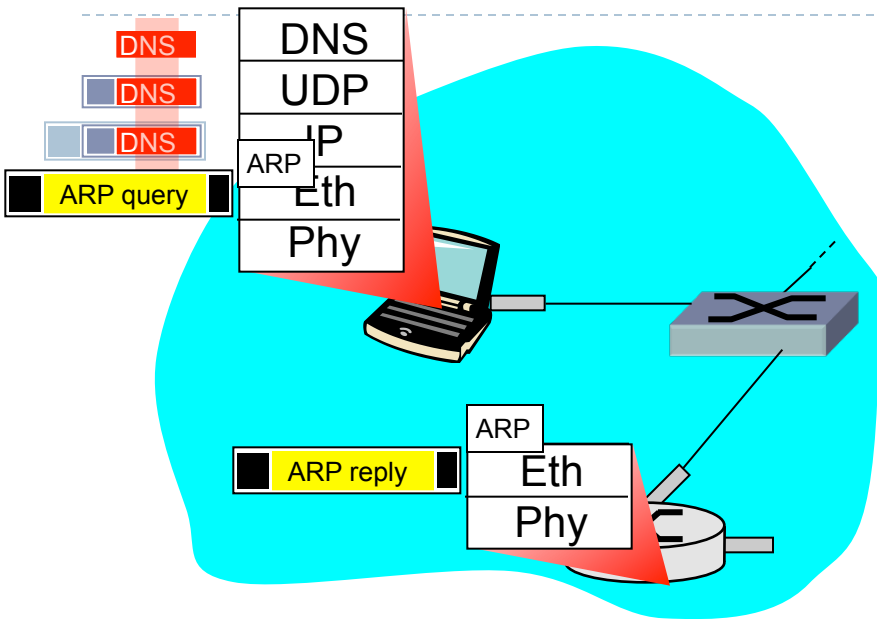 DNS
DNS
DNS
ARP query
DNS
UDP
IP
ARP
Eth
Phy
ARP reply
ARP
Eth
Phy